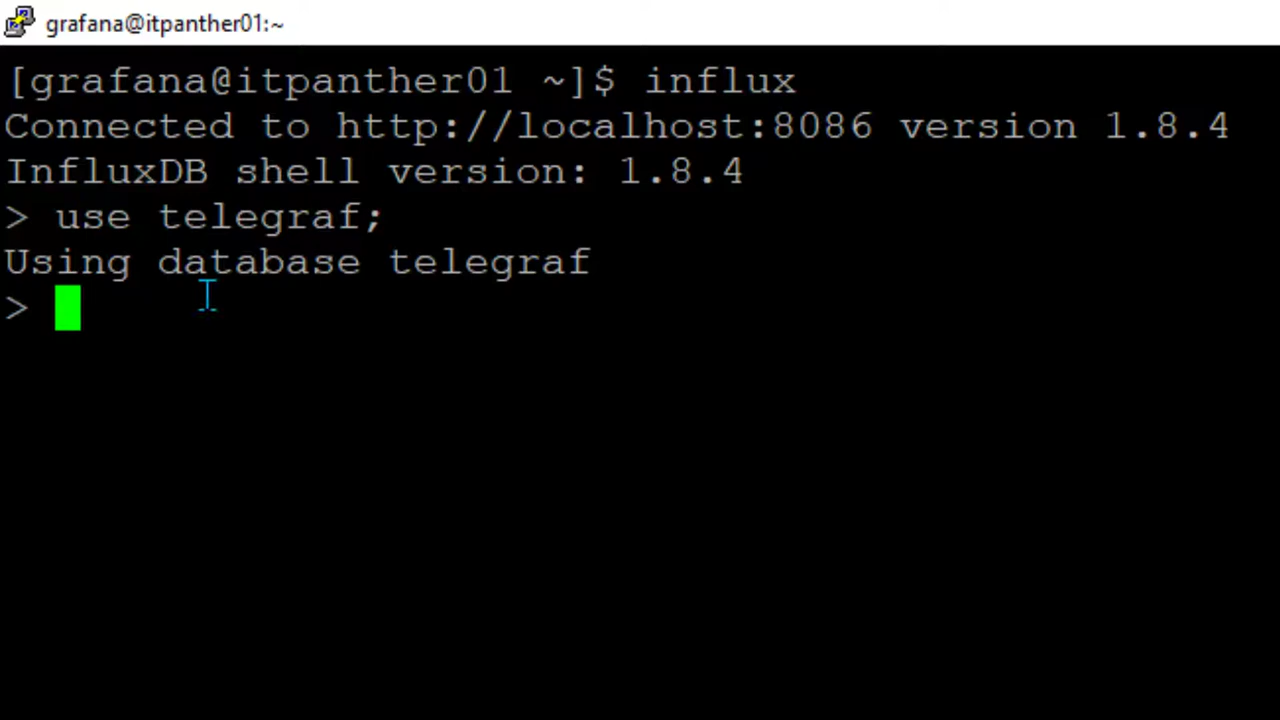 grafana@itpanther01:~
[grafana@itpanther01 ~]$ influx
Connected to http://localhost:8086 version 1.8.4
InfluxDB shell version: 1.8.4
> use telegraf;
Using database telegraf
>